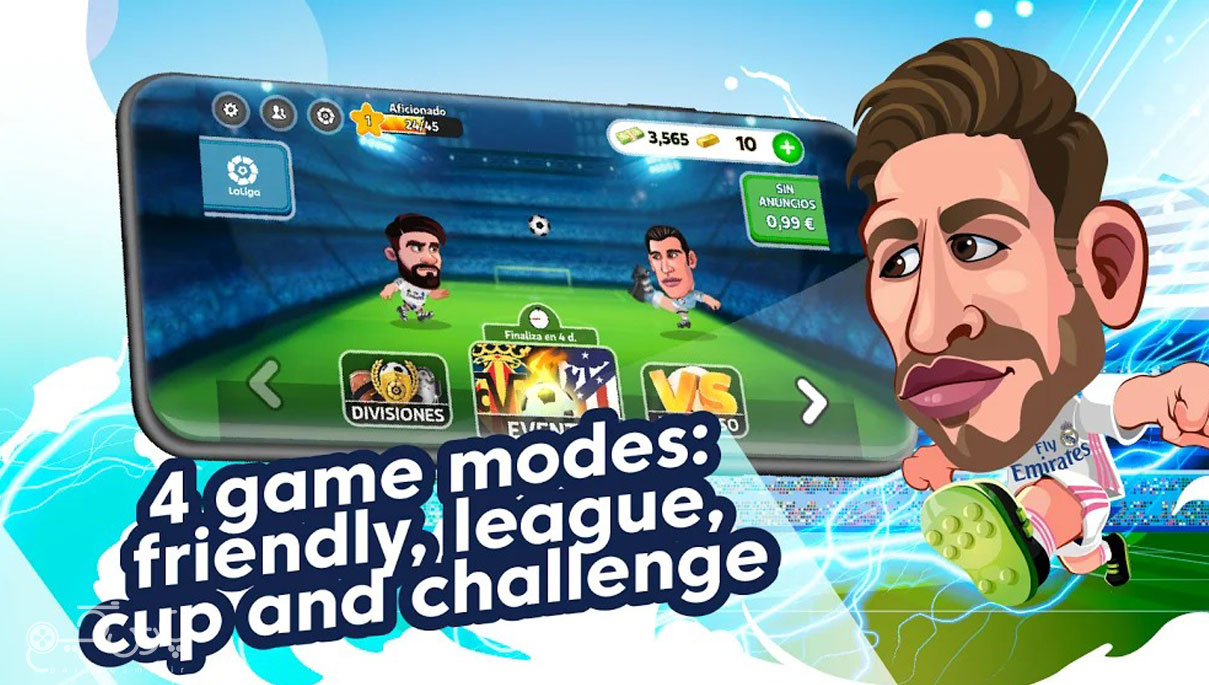 Aficionado
1
24/45
3,565
10
LaLiga
SIN
ANUNCIOS
0,99 €
Finaliza en 4 d.
DIVISIONES
VS
Fly
Emirates
4 game modes:
friendly, league,
cup and challenge